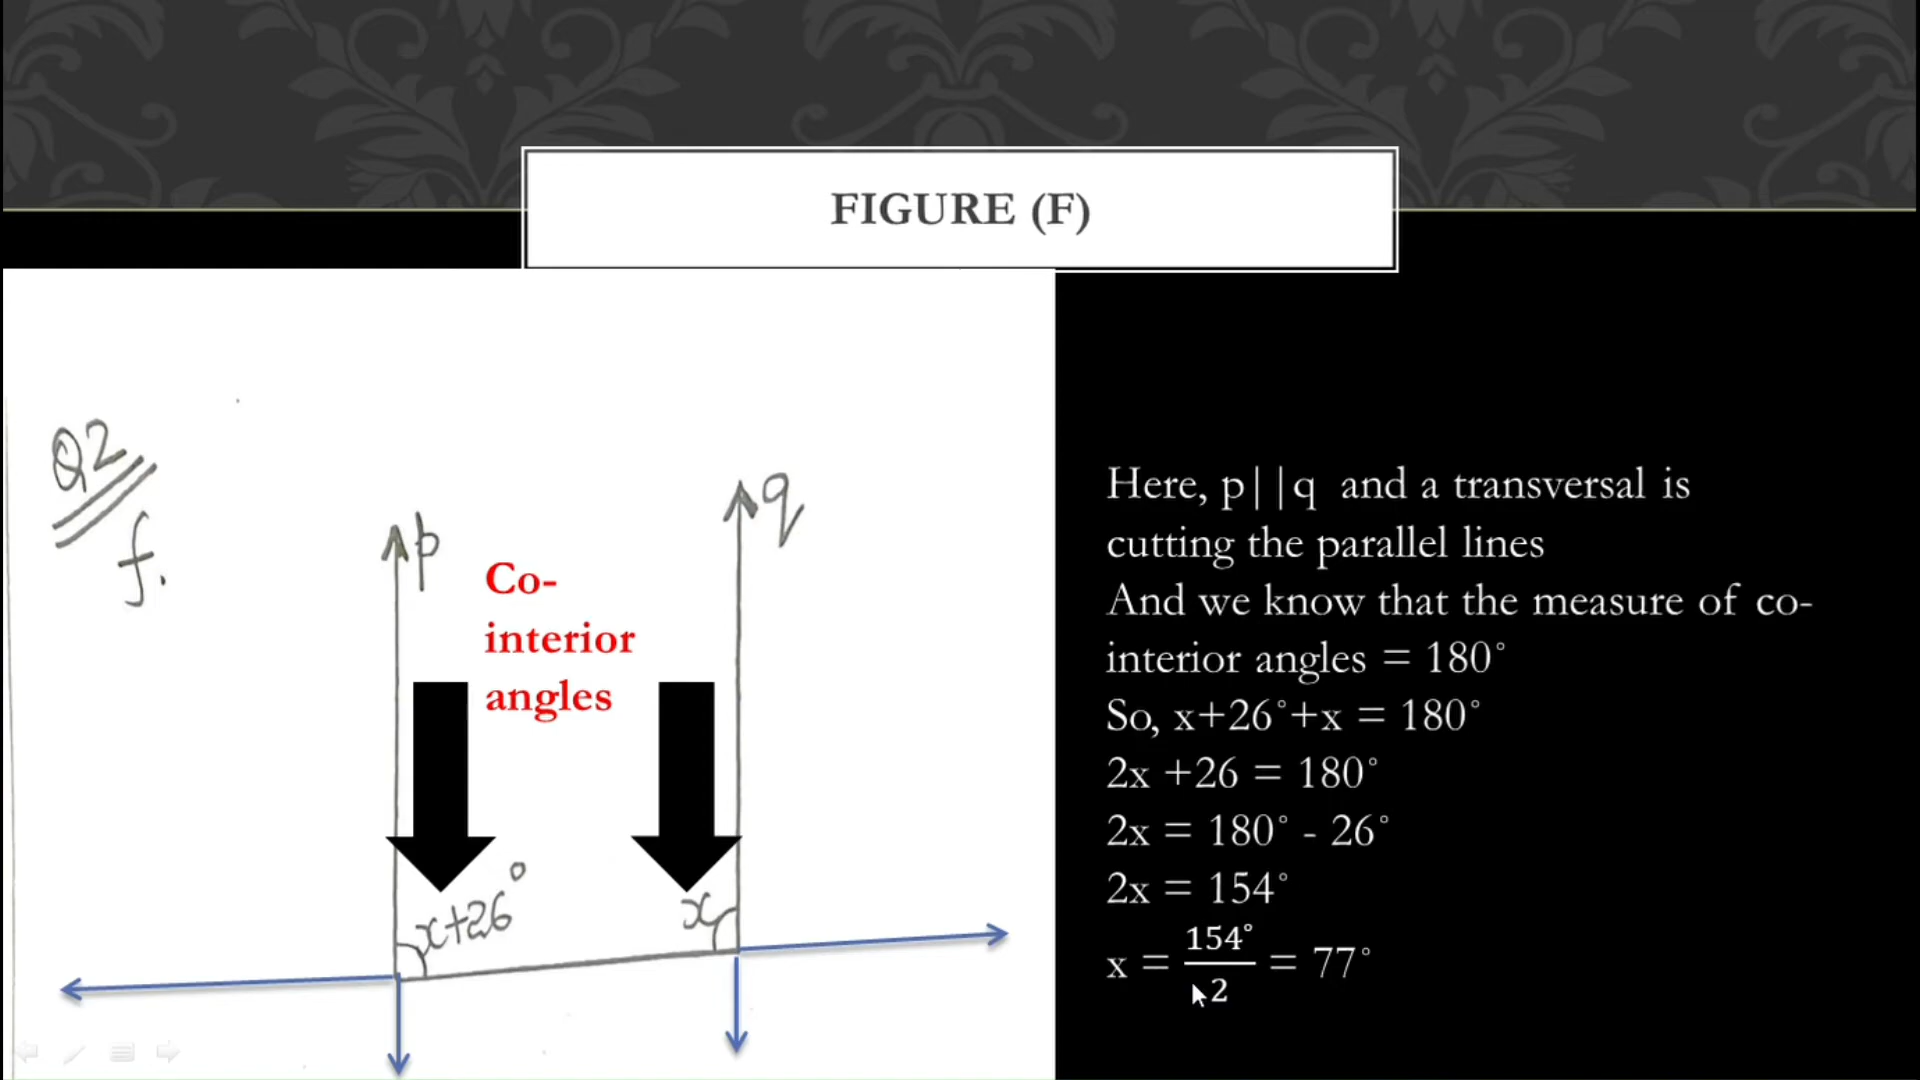 FIGURE (F)
Q2
f.
p
q
Co-
interior
angles
x+26°
x
Here, p||q and a transversal is
cutting the parallel lines
And we know that the measure of co-
interior angles = 180°
So, x+26°+x = 180°
2x +26 = 180°
2x = 180° - 26°
2x = 154°
x = 154°/2 = 77°